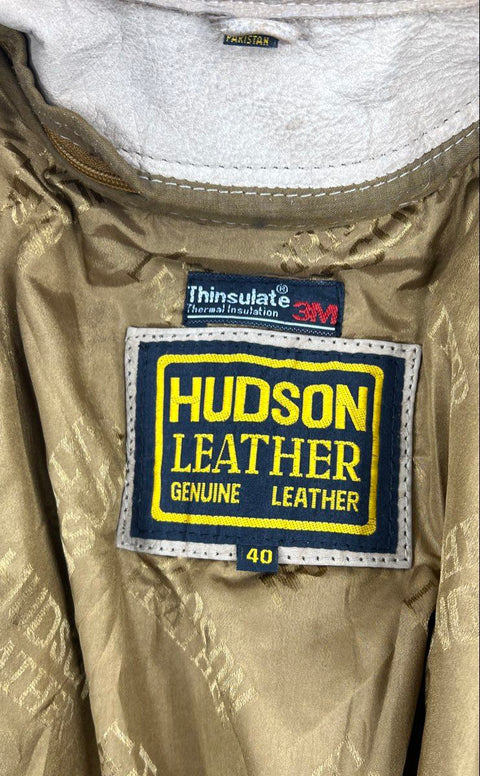 PAKISTAN
Thinsulate®
Thermal Insulation 3M
HUDSON
LEATHER
GENUINE LEATHER
40